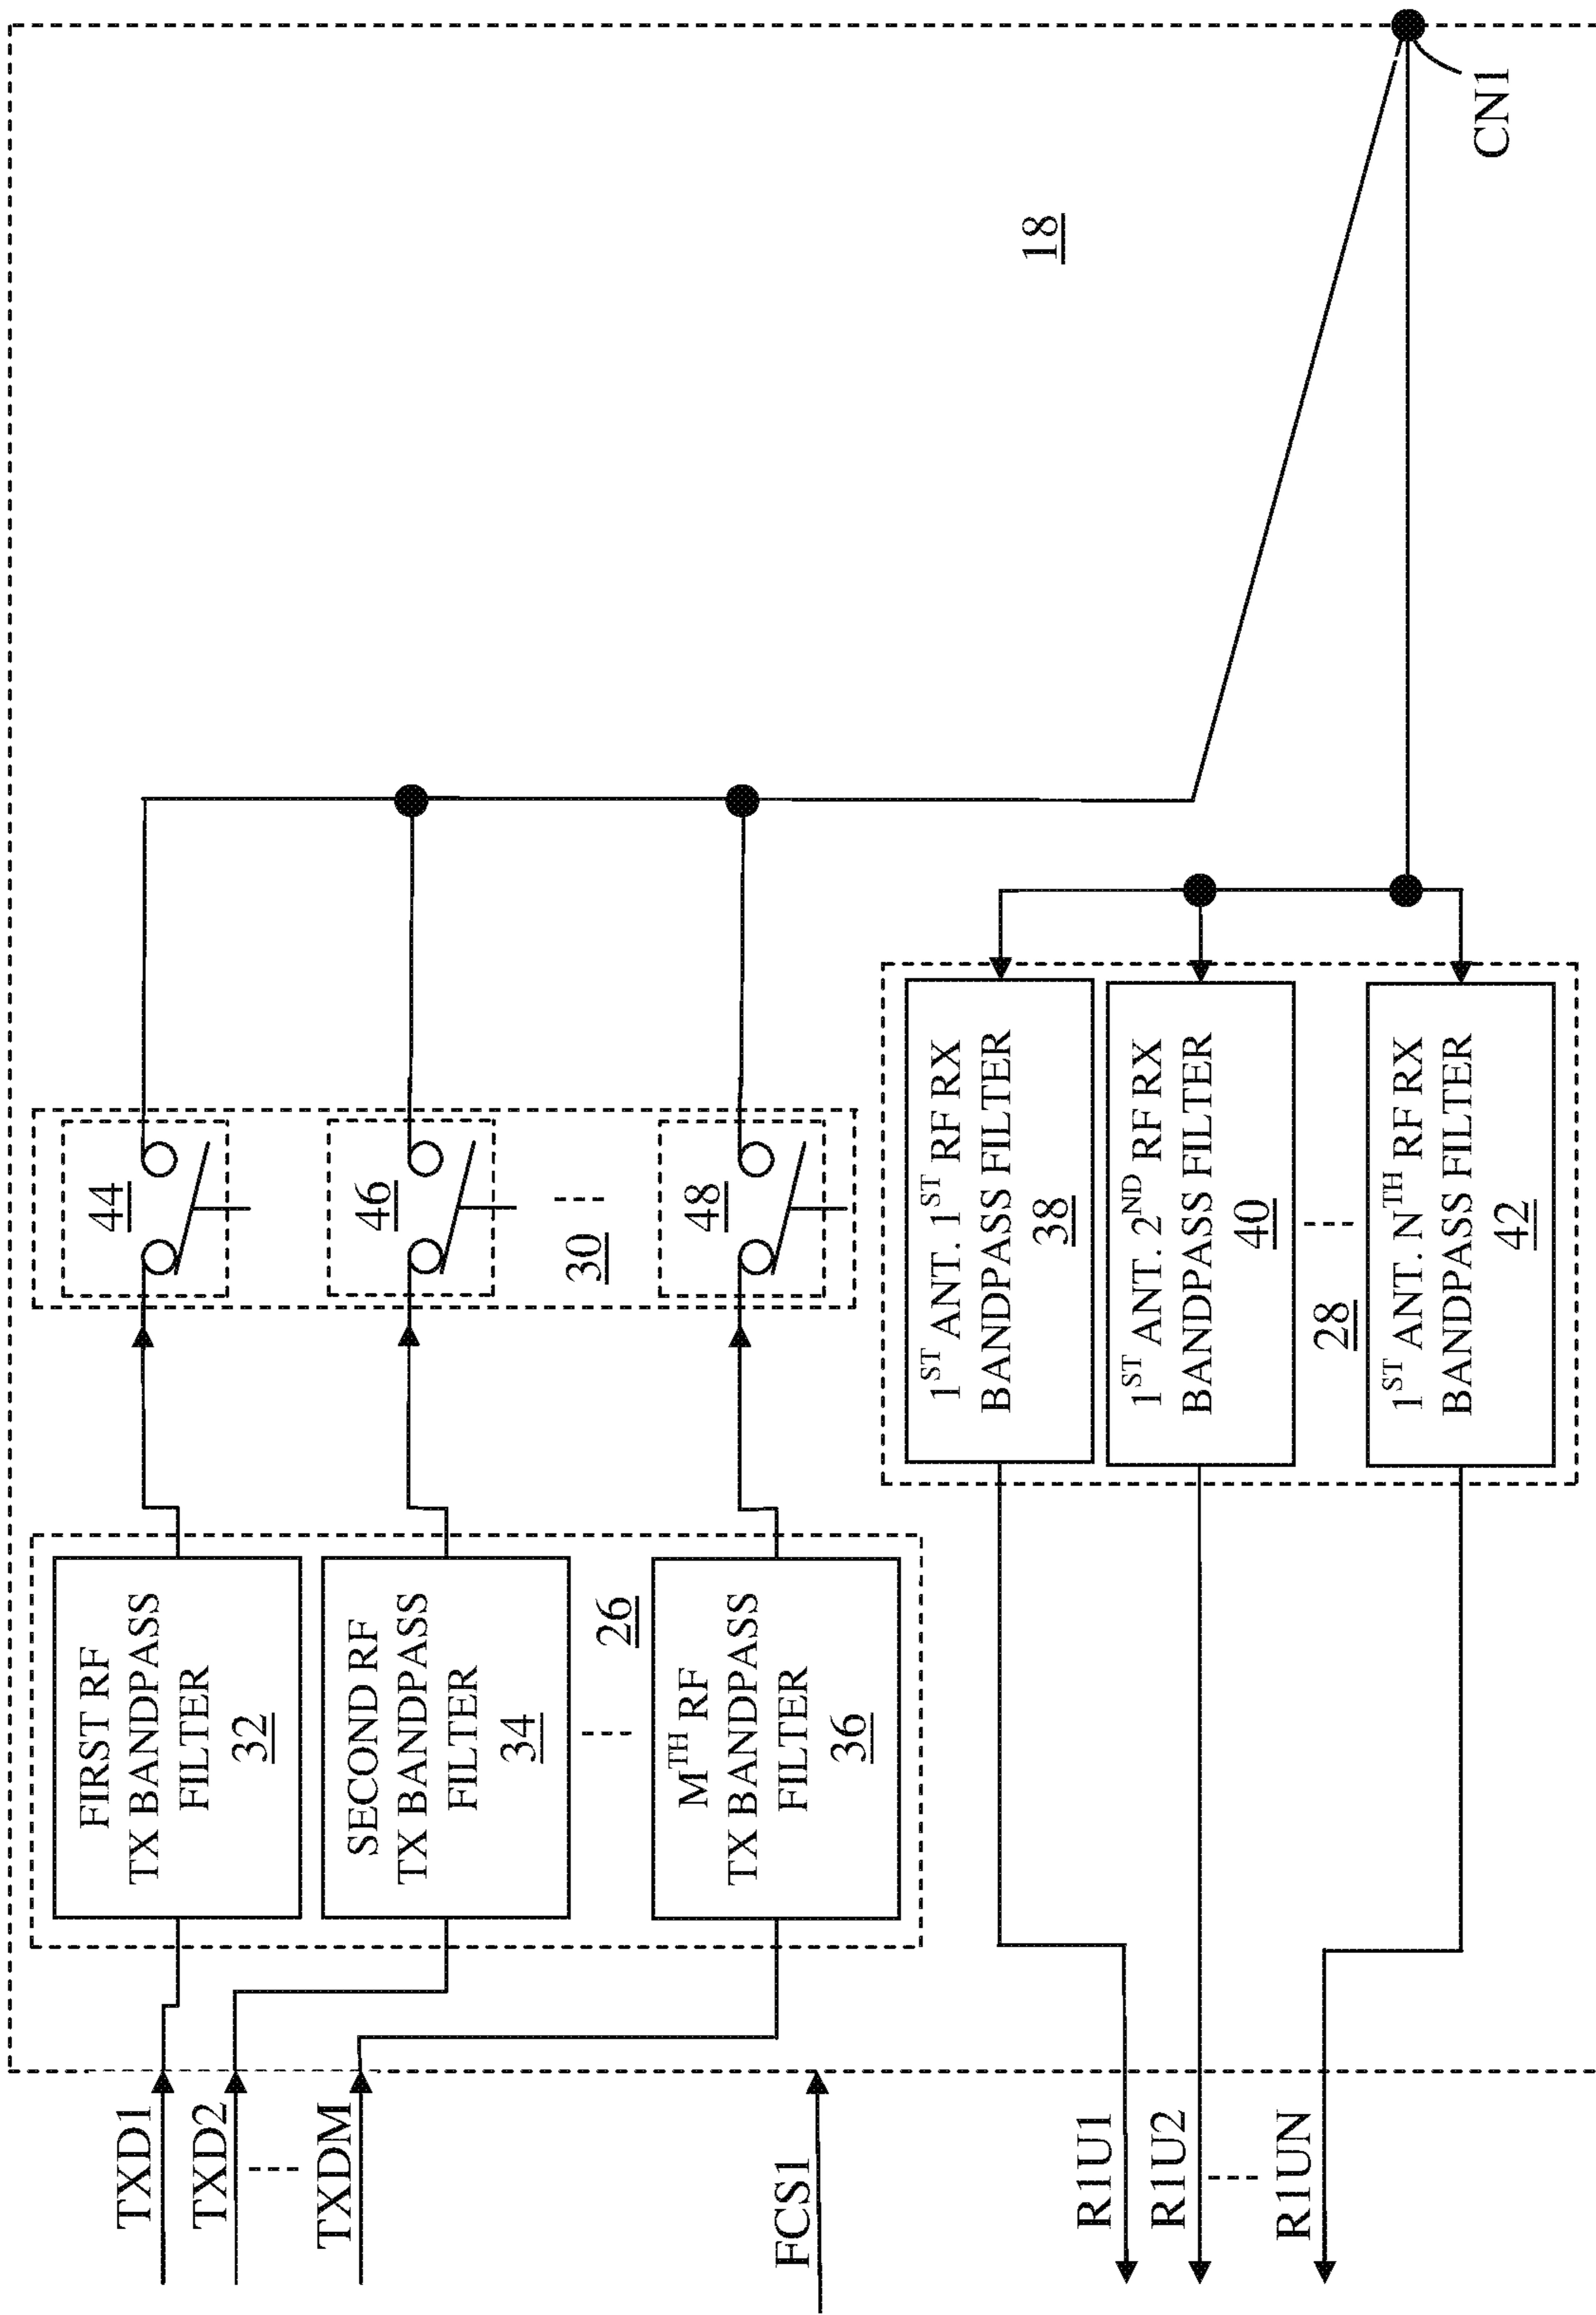 TXD1
TXD2
TXDM
FCS1
R1U1
R1U2
R1UN
FIRST RF
TX BANDPASS
FILTER
32
SECOND RF
TX BANDPASS
FILTER
34
26
M^TH RF
TX BANDPASS
FILTER
36
44
46
30
48
1^ST ANT. 1^ST RF RX
BANDPASS FILTER
38
1^ST ANT. 2^ND RF RX
BANDPASS FILTER
40
28
1^ST ANT. N^TH RF RX
BANDPASS FILTER
42
18
CN1